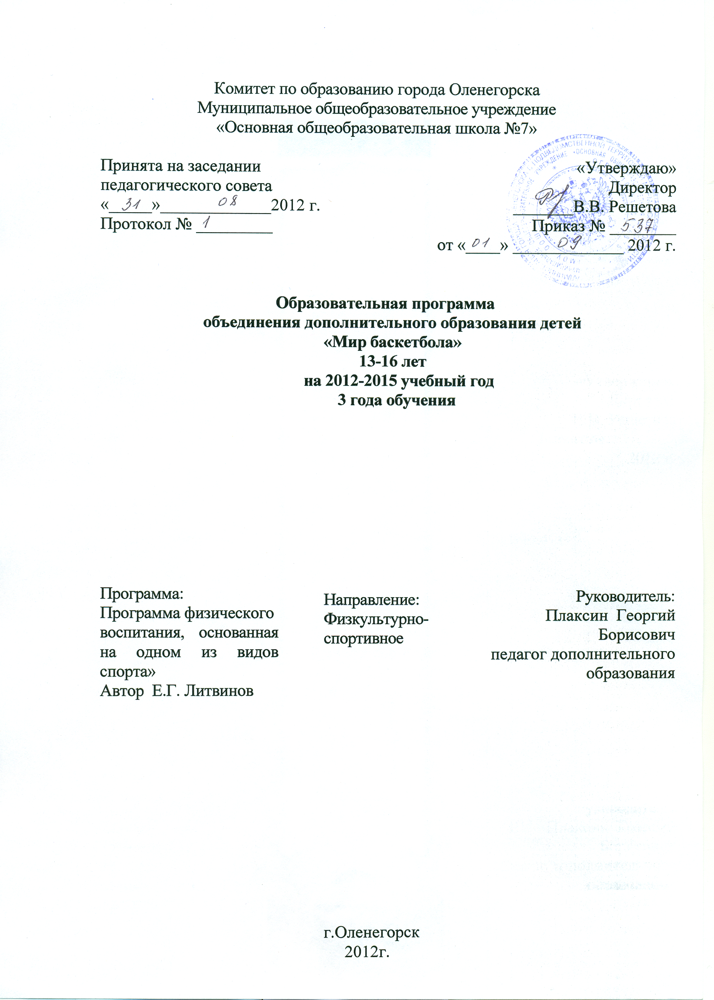 Комитет по образованию города Оленегорска
Муниципальное общеобразовательное учреждение
«Основная общеобразовательная школа №7»
Принята на заседании
педагогического совета
«31» 08 2012 г.
Протокол № 1
«Утверждаю»
Директор
В.В. Решетова
Приказ № 537
от «01» 09 2012 г.
Образовательная программа
объединения дополнительного образования детей
«Мир баскетбола»
13-16 лет
на 2012-2015 учебный год
3 года обучения
Программа:
Программа физического
воспитания, основанная
на одном из видов
спорта»
Автор Е.Г. Литвинов
Направление:
Физкультурно-
спортивное
Руководитель:
Плаксин Георгий
Борисович
педагог дополнительного
образования
г.Оленегорск
2012г.